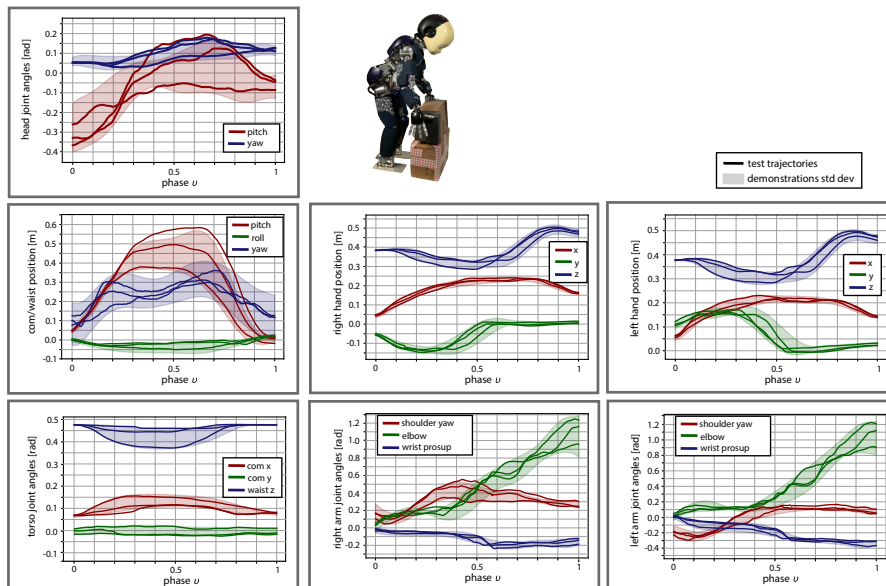 head joint angles [rad]
0.1
0.0
-0.1
-0.2
-0.3
-0.4
pitch
yaw
0 0.5 1
phase υ
test trajectories
demonstrations std dev
com/waist position [m]
0.6
0.5
0.4
0.3
0.2
0.1
0.0
-0.1
pitch
roll
yaw
0 0.5 1
phase υ
right hand position [m]
0.5
0.4
0.3
0.2
0.1
0.0
-0.1
x
y
z
0 0.5 1
phase υ
left hand position [m]
0.5
0.4
0.3
0.2
0.1
0.0
x
y
z
0 0.5 1
phase υ
torso joint angles [rad]
0.5
0.4
0.3
0.2
0.1
0.0
-0.1
com x
com y
waist z
0 0.5 1
phase υ
right arm joint angles [rad]
1.2
1.0
0.8
0.6
0.4
0.2
0.0
-0.2
shoulder yaw
elbow
wrist prosup
0 0.5 1
phase υ
left arm joint angles [rad]
1.2
1.0
0.8
0.6
0.4
0.2
0.0
-0.2
-0.4
shoulder yaw
elbow
wrist prosup
0 0.5 1
phase υ